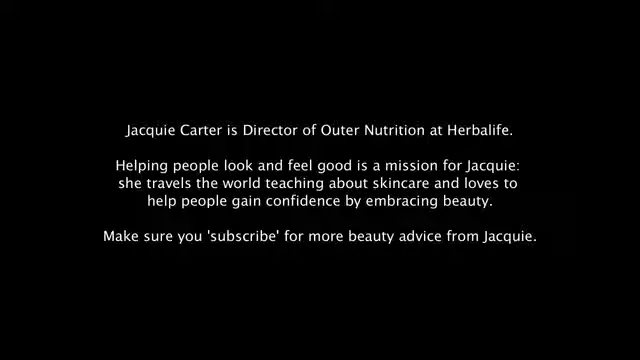 Jacquie Carter is Director of Outer Nutrition at Herbalife.
Helping people look and feel good is a mission for Jacquie:
she travels the world teaching about skincare and loves to
help people gain confidence by embracing beauty.
Make sure you 'subscribe' for more beauty advice from Jacquie.